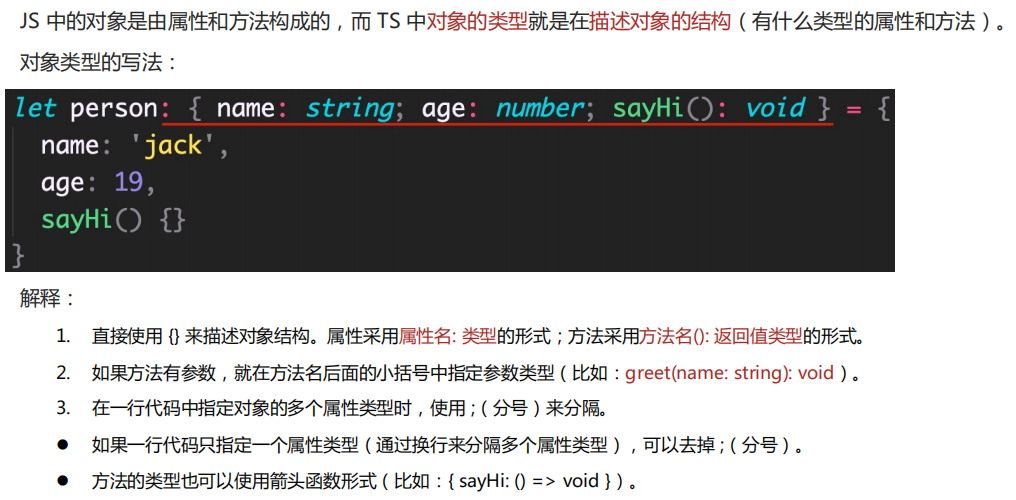 JS 中的对象是由属性和方法构成的，而 TS 中对象的类型就是在描述对象的结构（有什么类型的属性和方法）。
对象类型的写法：
let person: { name: string; age: number; sayHi(): void } = {
name: 'jack',
age: 19,
sayHi() {}
}
解释：
1. 直接使用 {} 来描述对象结构。属性采用属性名: 类型的形式；方法采用方法名(): 返回值类型的形式。
2. 如果方法有参数，就在方法名后面的小括号中指定参数类型（比如：greet(name: string): void）。
3. 在一行代码中指定对象的多个属性类型时，使用 ;（分号）来分隔。
● 如果一行代码只指定一个属性类型（通过换行来分隔多个属性类型），可以去掉 ;（分号）。
● 方法的类型也可以使用箭头函数形式（比如：{ sayHi: () => void }）。